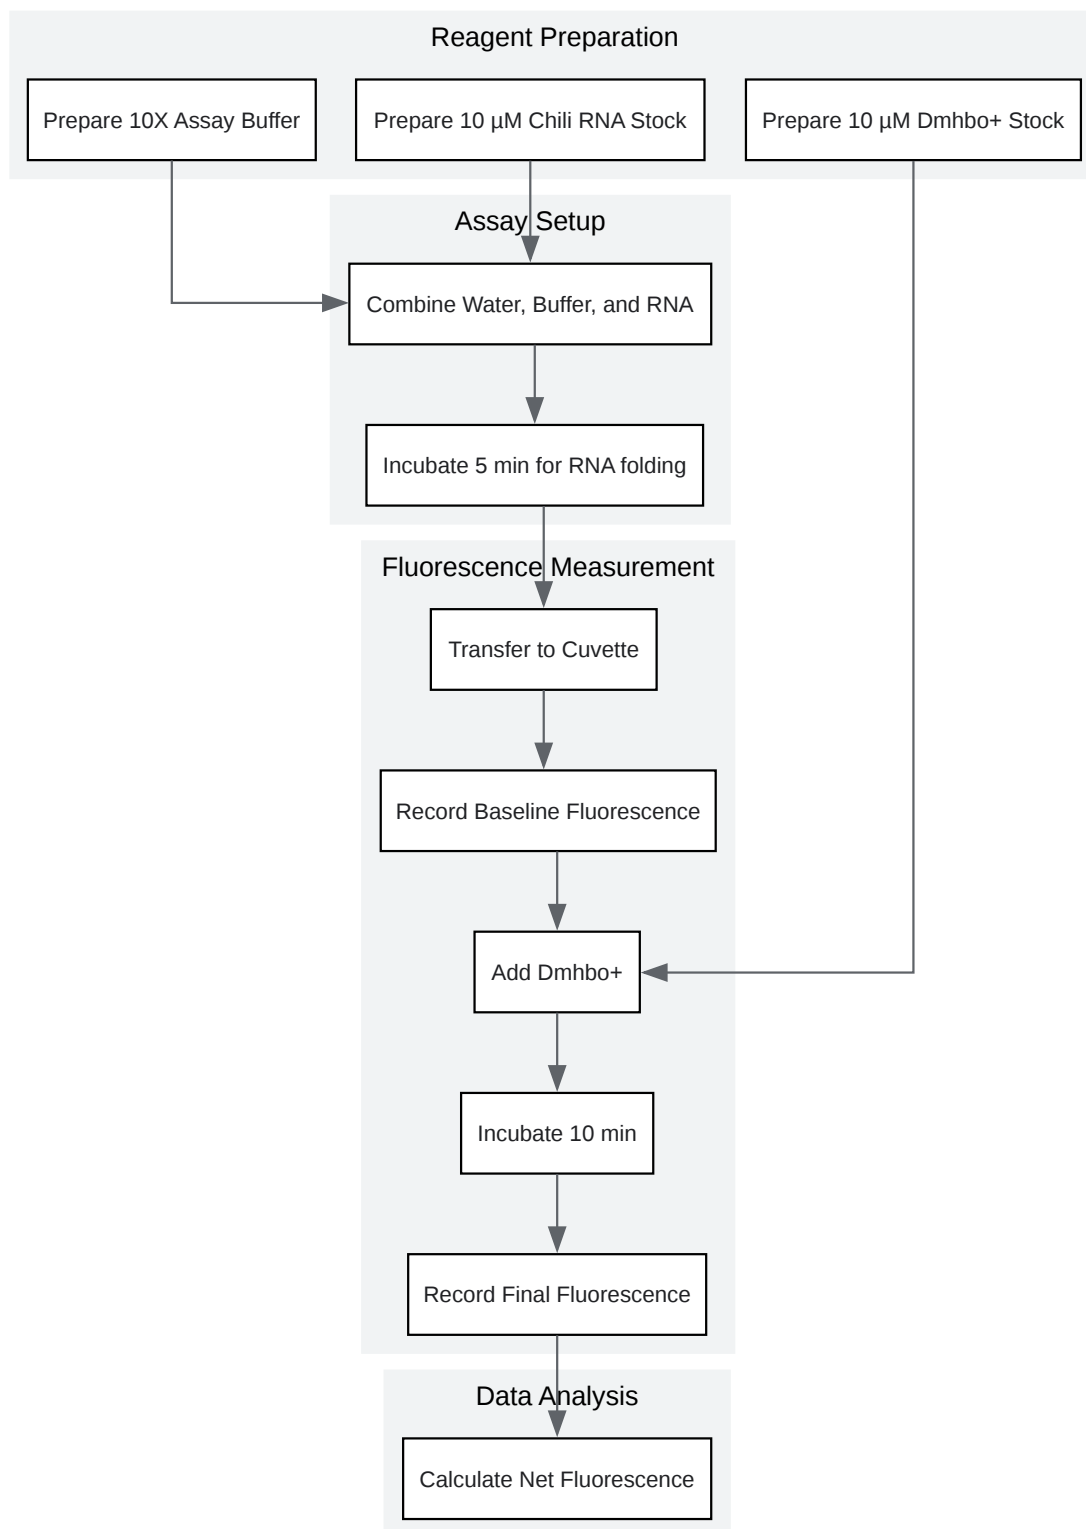 Reagent Preparation
Prepare 10X Assay Buffer
Prepare 10 µM Chili RNA Stock
Prepare 10 µM Dmhbo+ Stock
Assay Setup
Combine Water, Buffer, and RNA
Incubate 5 min for RNA folding
Fluorescence Measurement
Transfer to Cuvette
Record Baseline Fluorescence
Add Dmhbo+
Incubate 10 min
Record Final Fluorescence
Data Analysis
Calculate Net Fluorescence